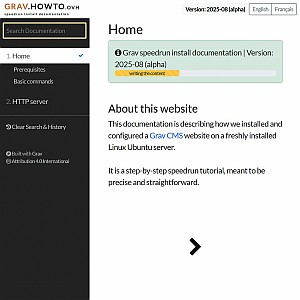 GRAV.HOWTO.OVH
speedrun install documentation
Version: 2025-08 (alpha)
English
Français
Search Documentation
1. Home
Prerequisites
Basic commands
2. HTTP server
Clear Search & History
Built with Grav
Attribution 4.0 International
Home
Grav speedrun install documentation | Version:
2025-08 (alpha)
writing the content
About this website
This documentation is describing how we installed and
configured a Grav CMS website on a freshly installed
Linux Ubuntu server.
It is a step-by-step speedrun tutorial, meant to be
precise and straightforward.